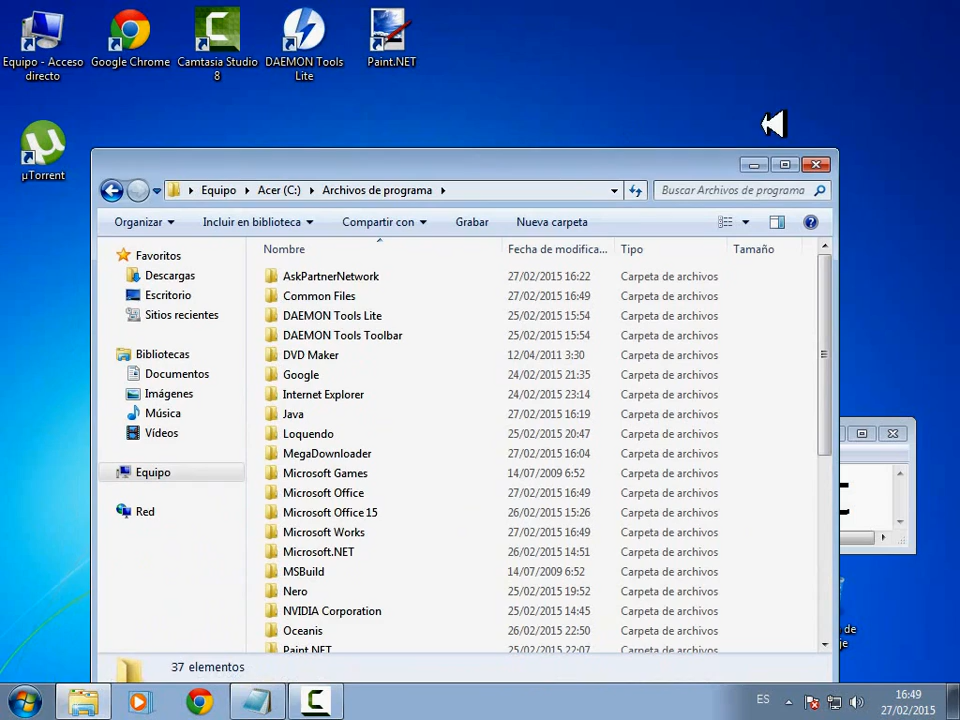 Equipo - Acceso directo
Google Chrome
Camtasia Studio 8
DAEMON Tools Lite
Paint.NET
µTorrent
Equipo
Acer (C:)
Archivos de programa
Buscar Archivos de programa
Organizar
Incluir en biblioteca
Compartir con
Grabar
Nueva carpeta
Nombre
Fecha de modifica...
Tipo
Tamaño
Favoritos
Descargas
Escritorio
Sitios recientes
Bibliotecas
Documentos
Imágenes
Música
Vídeos
Equipo
Red
AskPartnerNetwork 27/02/2015 16:22 Carpeta de archivos
Common Files 27/02/2015 16:49 Carpeta de archivos
DAEMON Tools Lite 25/02/2015 15:54 Carpeta de archivos
DAEMON Tools Toolbar 25/02/2015 15:54 Carpeta de archivos
DVD Maker 12/04/2011 3:30 Carpeta de archivos
Google 24/02/2015 21:35 Carpeta de archivos
Internet Explorer 24/02/2015 23:14 Carpeta de archivos
Java 27/02/2015 16:19 Carpeta de archivos
Loquendo 25/02/2015 20:47 Carpeta de archivos
MegaDownloader 27/02/2015 16:04 Carpeta de archivos
Microsoft Games 14/07/2009 6:52 Carpeta de archivos
Microsoft Office 27/02/2015 16:49 Carpeta de archivos
Microsoft Office 15 26/02/2015 15:26 Carpeta de archivos
Microsoft Works 27/02/2015 16:49 Carpeta de archivos
Microsoft.NET 26/02/2015 14:51 Carpeta de archivos
MSBuild 14/07/2009 6:52 Carpeta de archivos
Nero 25/02/2015 19:52 Carpeta de archivos
NVIDIA Corporation 25/02/2015 14:45 Carpeta de archivos
Oceanis 26/02/2015 22:50 Carpeta de archivos
Paint.NET 25/02/2015 22:07 Carpeta de archivos
37 elementos
de
je
ES
16:49
27/02/2015